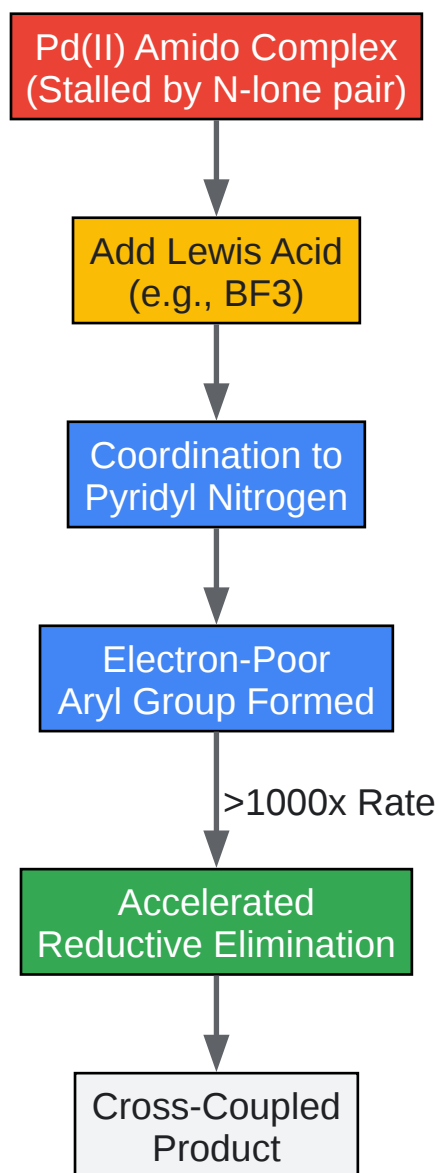 Pd(II) Amido Complex
(Stalled by N-lone pair)
Add Lewis Acid
(e.g., BF3)
Coordination to
Pyridyl Nitrogen
Electron-Poor
Aryl Group Formed
>1000x Rate
Accelerated
Reductive Elimination
Cross-Coupled
Product